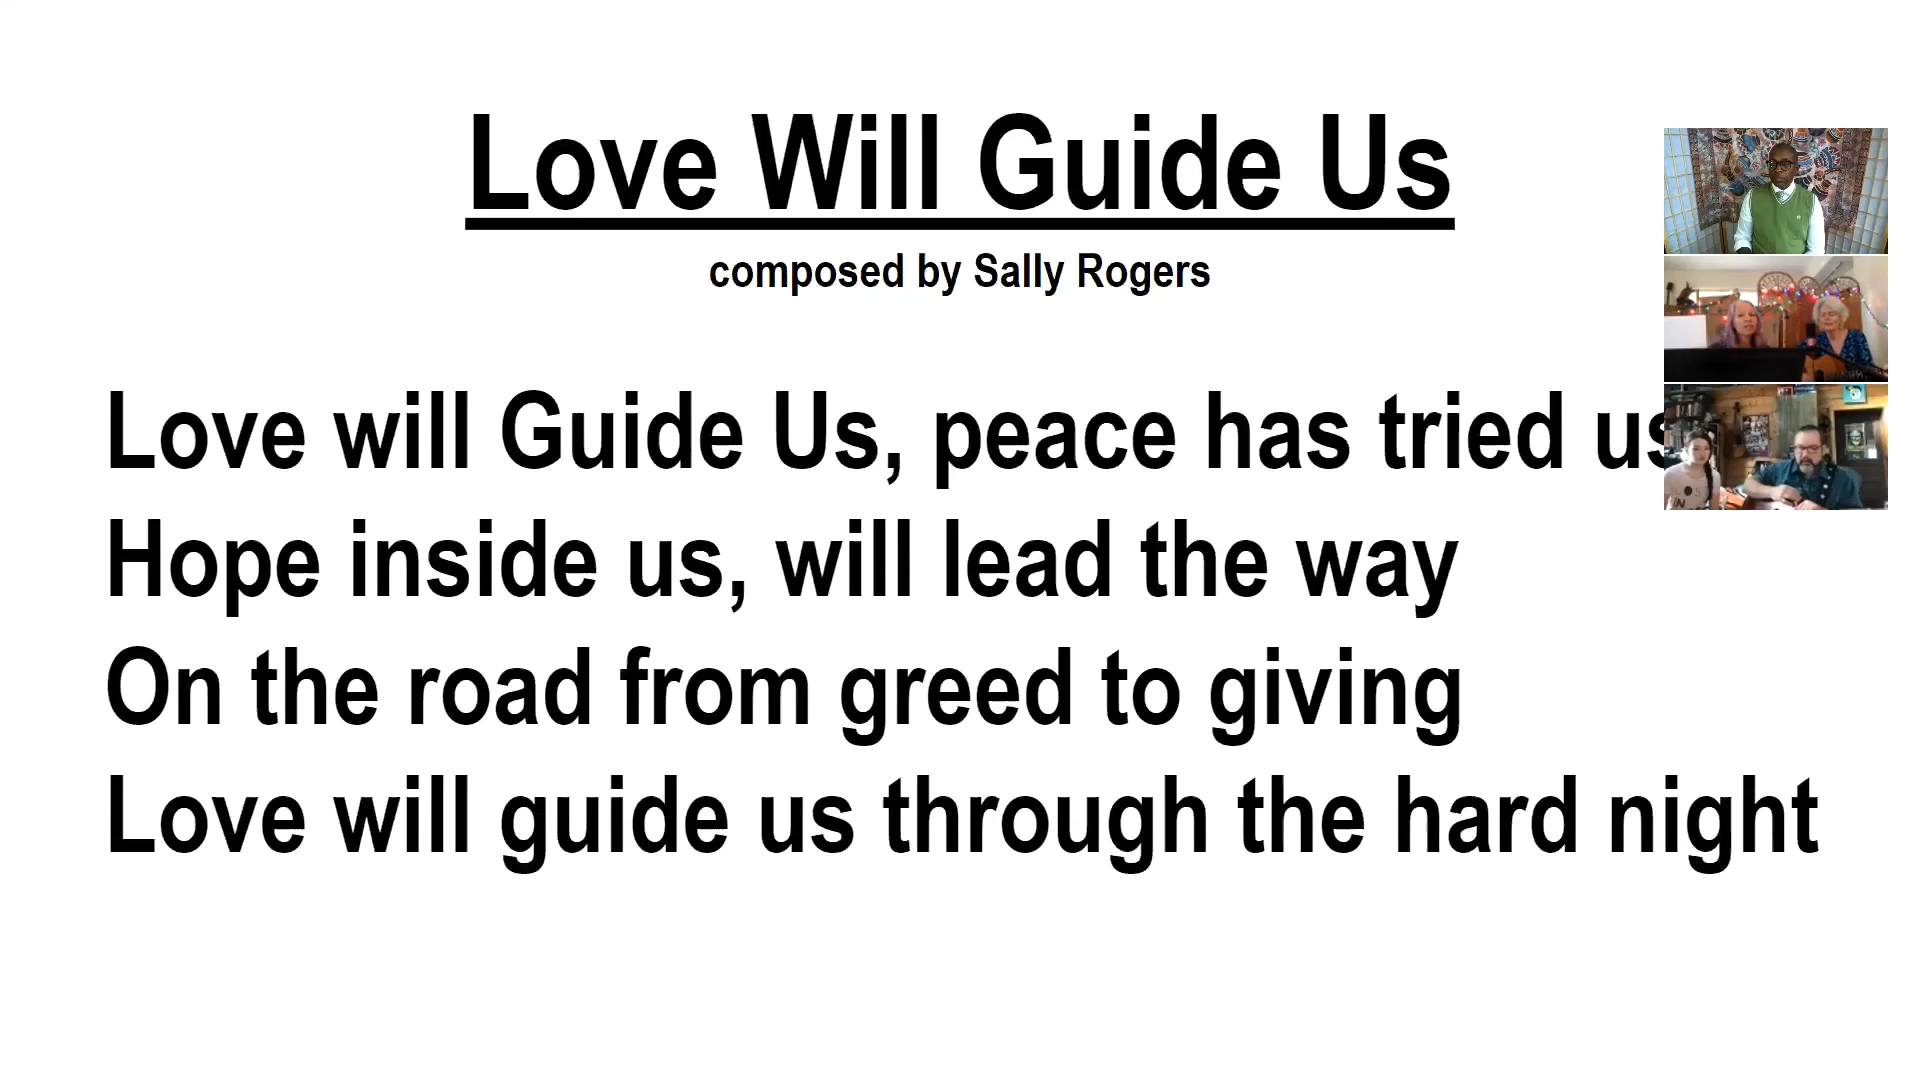 Love Will Guide Us
composed by Sally Rogers
Love will Guide Us, peace has tried us
Hope inside us, will lead the way
On the road from greed to giving
Love will guide us through the hard night